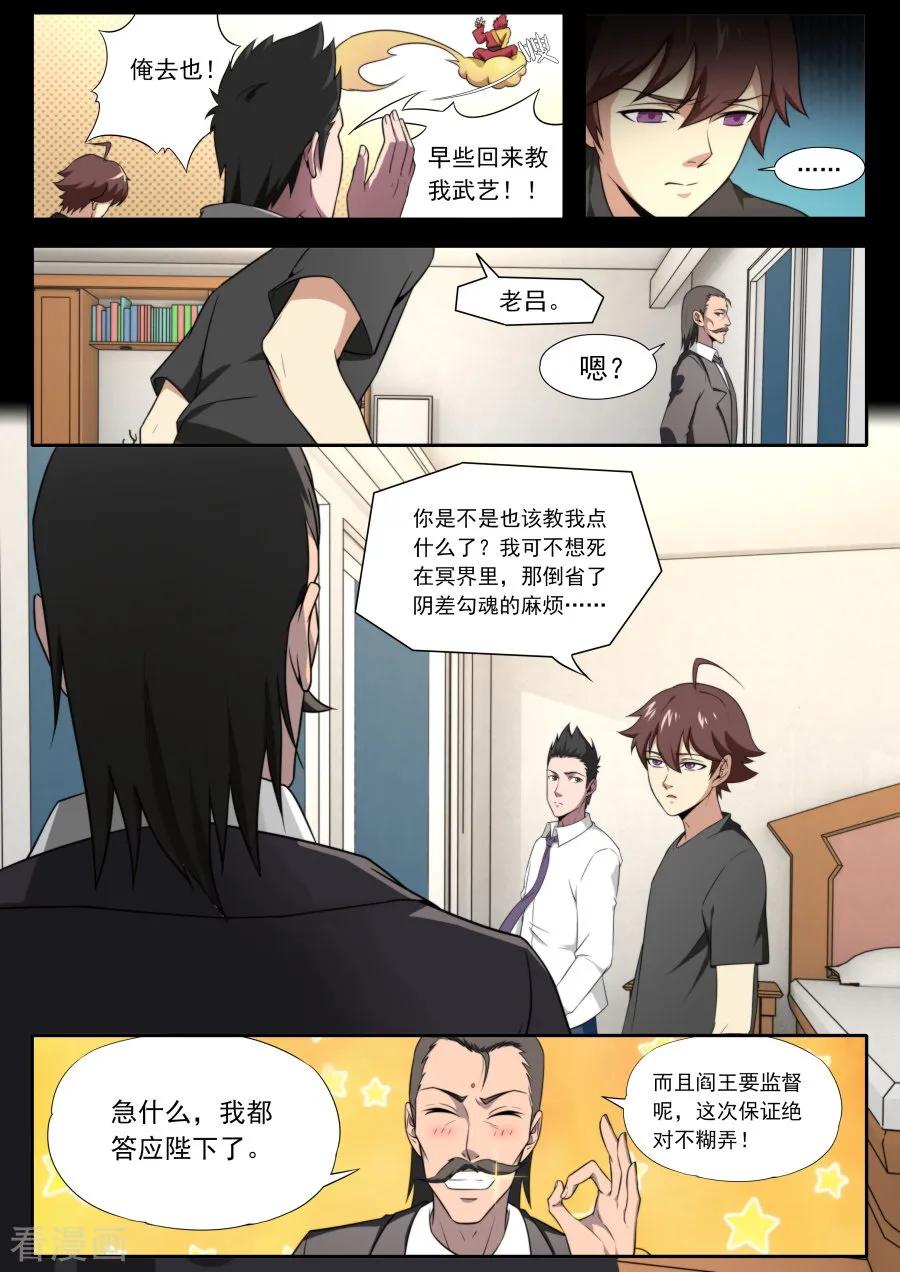 俺去也！
嗖
早些回来教
我武艺！！
……
老吕。
嗯？
你是不是也该教我点
什么了？我可不想死
在冥界里，那倒省了
阴差勾魂的麻烦……
急什么，我都
答应陛下了。
而且阎王要监督
呢，这次保证绝
对不糊弄！
看漫画